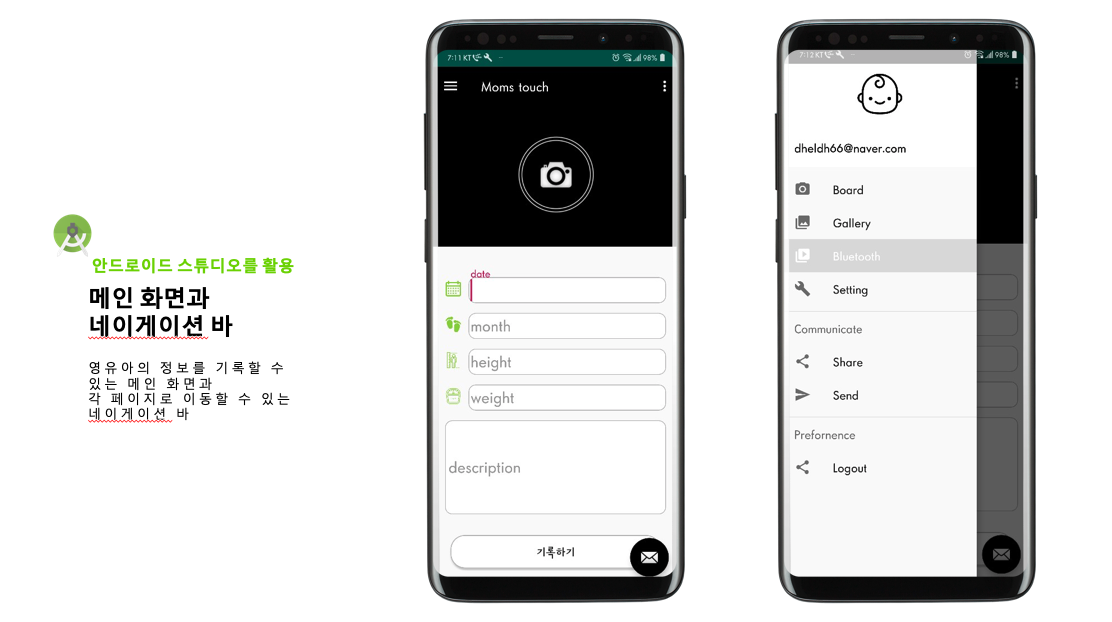 안드로이드 스튜디오를 활용
메인 화면과
네이게이션 바
영유아의 정보를 기록할 수
있는 메인 화면과
각 페이지로 이동할 수 있는
네이게이션 바
7:11 KT 98%
Moms touch
date
month
height
weight
description
기록하기
7:12 KT 98%
dheldh66@naver.com
Board
Gallery
Bluetooth
Setting
Communicate
Share
Send
Prefornence
Logout